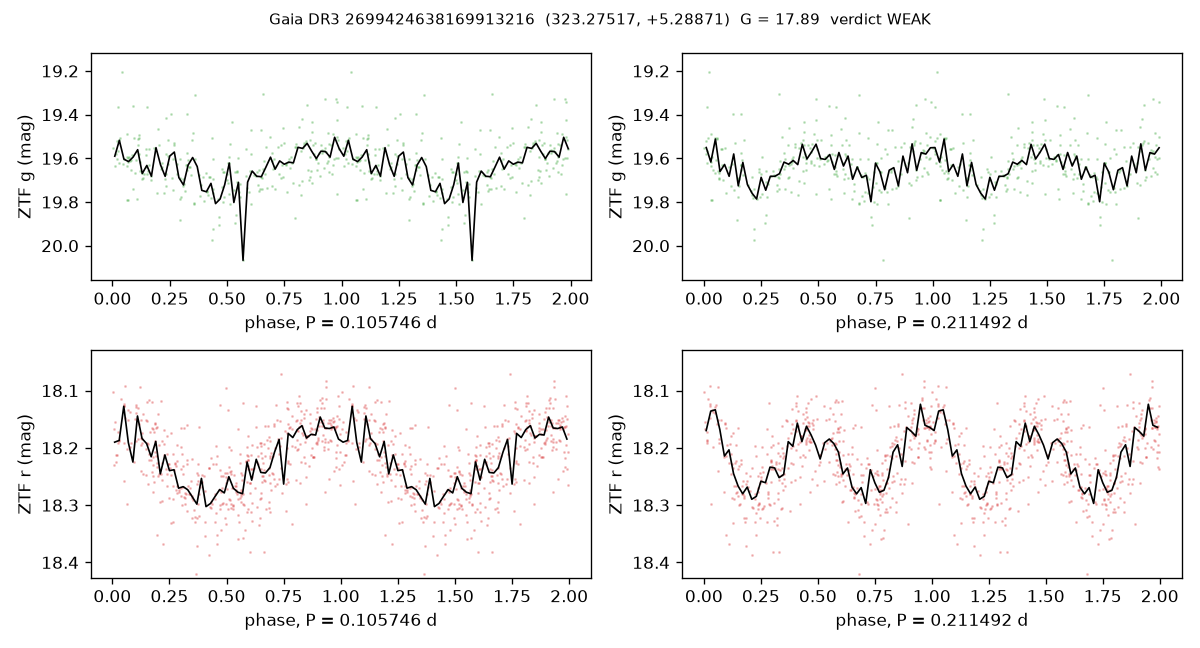 Gaia DR3 2699424638169913216 (323.27517, +5.28871) G = 17.89 verdict WEAK
ZTF g (mag)
19.2
19.4
19.6
19.8
20.0
0.00 0.25 0.50 0.75 1.00 1.25 1.50 1.75 2.00
phase, P = 0.105746 d
ZTF g (mag)
19.2
19.4
19.6
19.8
20.0
0.00 0.25 0.50 0.75 1.00 1.25 1.50 1.75 2.00
phase, P = 0.211492 d
ZTF r (mag)
18.1
18.2
18.3
18.4
0.00 0.25 0.50 0.75 1.00 1.25 1.50 1.75 2.00
phase, P = 0.105746 d
ZTF r (mag)
18.1
18.2
18.3
18.4
0.00 0.25 0.50 0.75 1.00 1.25 1.50 1.75 2.00
phase, P = 0.211492 d